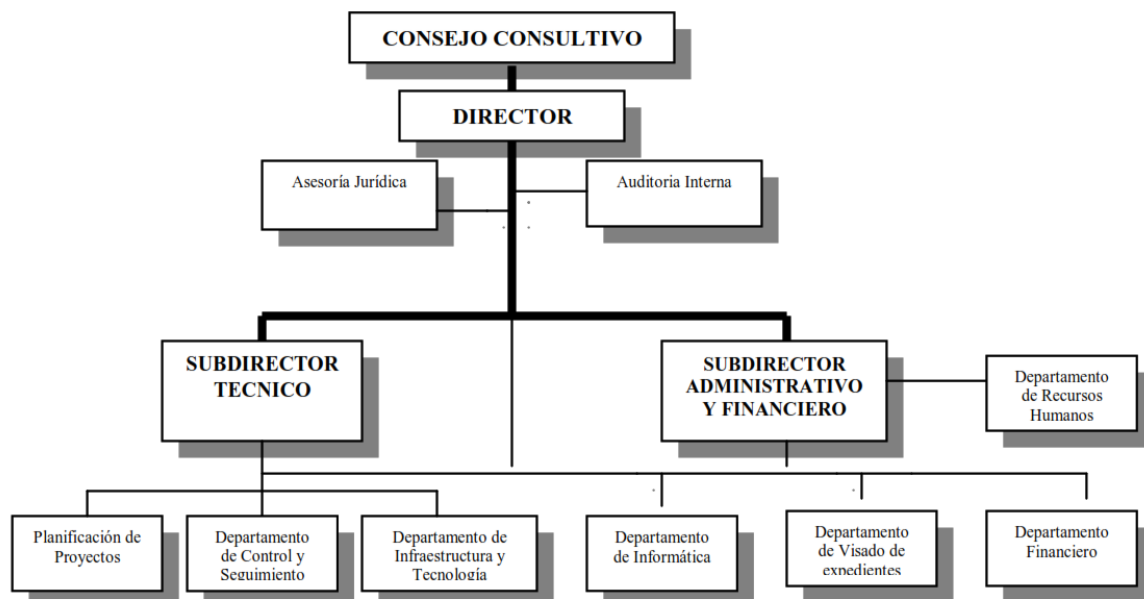 CONSEJO CONSULTIVO
DIRECTOR
Asesoría Jurídica
Auditoria Interna
SUBDIRECTOR
TECNICO
SUBDIRECTOR
ADMINISTRATIVO
Y FINANCIERO
Departamento
de Recursos
Humanos
Planificación de
Proyectos
Departamento
de Control y
Seguimiento
Departamento de
Infraestructura y
Tecnología
Departamento
de Informática
Departamento
de Visado de
expedientes
Departamento
Financiero